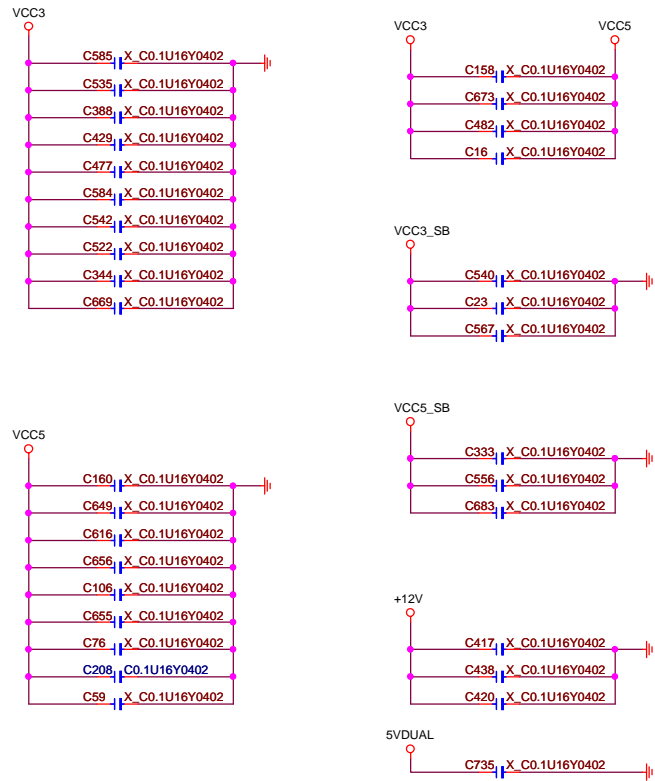 VCC3
C585 X_C0.1U16Y0402
C535 X_C0.1U16Y0402
C388 X_C0.1U16Y0402
C429 X_C0.1U16Y0402
C477 X_C0.1U16Y0402
C584 X_C0.1U16Y0402
C542 X_C0.1U16Y0402
C522 X_C0.1U16Y0402
C344 X_C0.1U16Y0402
C669 X_C0.1U16Y0402
VCC5
C160 X_C0.1U16Y0402
C649 X_C0.1U16Y0402
C616 X_C0.1U16Y0402
C656 X_C0.1U16Y0402
C106 X_C0.1U16Y0402
C655 X_C0.1U16Y0402
C76 X_C0.1U16Y0402
C208 C0.1U16Y0402
C59 X_C0.1U16Y0402
VCC3 VCC5
C158 X_C0.1U16Y0402
C673 X_C0.1U16Y0402
C482 X_C0.1U16Y0402
C16 X_C0.1U16Y0402
VCC3_SB
C540 X_C0.1U16Y0402
C23 X_C0.1U16Y0402
C567 X_C0.1U16Y0402
VCC5_SB
C333 X_C0.1U16Y0402
C556 X_C0.1U16Y0402
C683 X_C0.1U16Y0402
+12V
C417 X_C0.1U16Y0402
C438 X_C0.1U16Y0402
C420 X_C0.1U16Y0402
5VDUAL
C735 X_C0.1U16Y0402